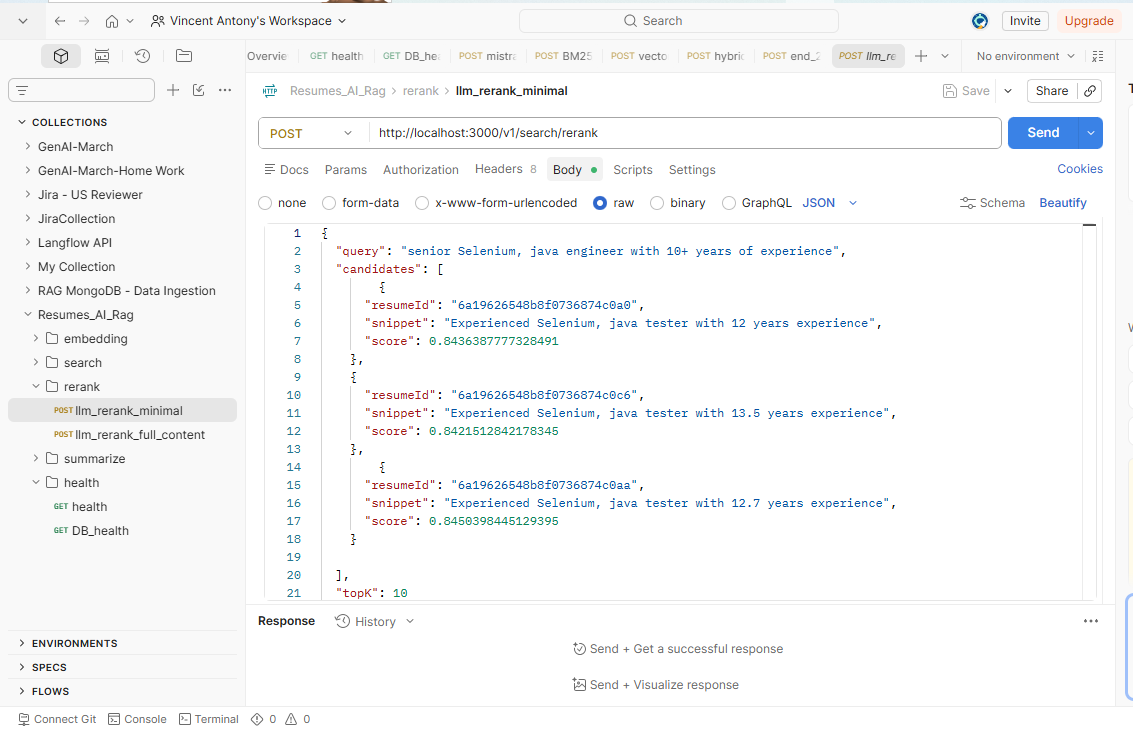 Vincent Antony's Workspace
Search
Invite
Upgrade
Overvie
GET health
GET DB_he
POST mistra
POST BM25
POST vecto
POST hybric
POST end_2
POST llm_re
No environment
Resumes_AI_Rag > rerank > llm_rerank_minimal
Save
Share
HTTP
POST
http://localhost:3000/v1/search/rerank
Send
Docs
Params
Authorization
Headers 8
Body
Scripts
Settings
Cookies
none
form-data
x-www-form-urlencoded
raw
binary
GraphQL
JSON
Schema
Beautify
COLLECTIONS
GenAI-March
GenAI-March-Home Work
Jira - US Reviewer
JiraCollection
Langflow API
My Collection
RAG MongoDB - Data Ingestion
Resumes_AI_Rag
embedding
search
rerank
POST llm_rerank_minimal
POST llm_rerank_full_content
summarize
health
GET health
GET DB_health
ENVIRONMENTS
SPECS
FLOWS
1 {
2 "query": "senior Selenium, java engineer with 10+ years of experience",
3 "candidates": [
4 {
5 "resumeId": "6a19626548b8f0736874c0a0",
6 "snippet": "Experienced Selenium, java tester with 12 years experience",
7 "score": 0.8436387777328491
8 },
9 {
10 "resumeId": "6a19626548b8f0736874c0c6",
11 "snippet": "Experienced Selenium, java tester with 13.5 years experience",
12 "score": 0.8421512842178345
13 },
14 {
15 "resumeId": "6a19626548b8f0736874c0aa",
16 "snippet": "Experienced Selenium, java tester with 12.7 years experience",
17 "score": 0.8450398445129395
18 }
19
20 ],
21 "topK": 10
Response
History
Send + Get a successful response
Send + Visualize response
Connect Git
Console
Terminal
0
0